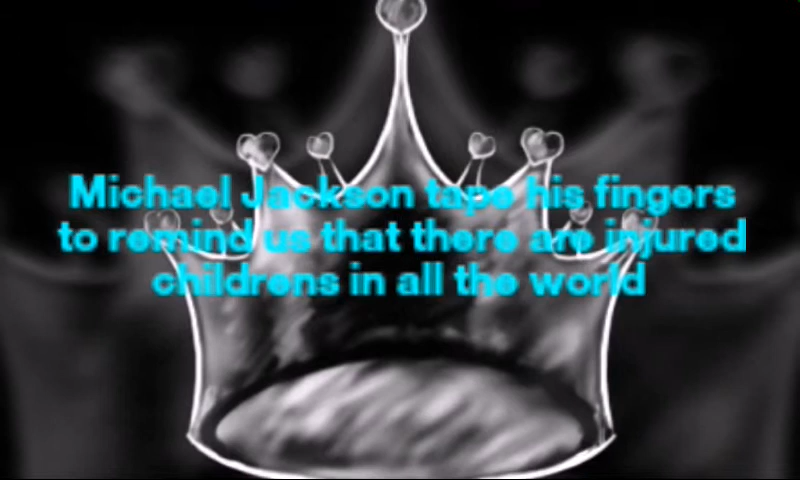 Michael Jackson tape his fingers
to remind us that there are injured
childrens in all the world